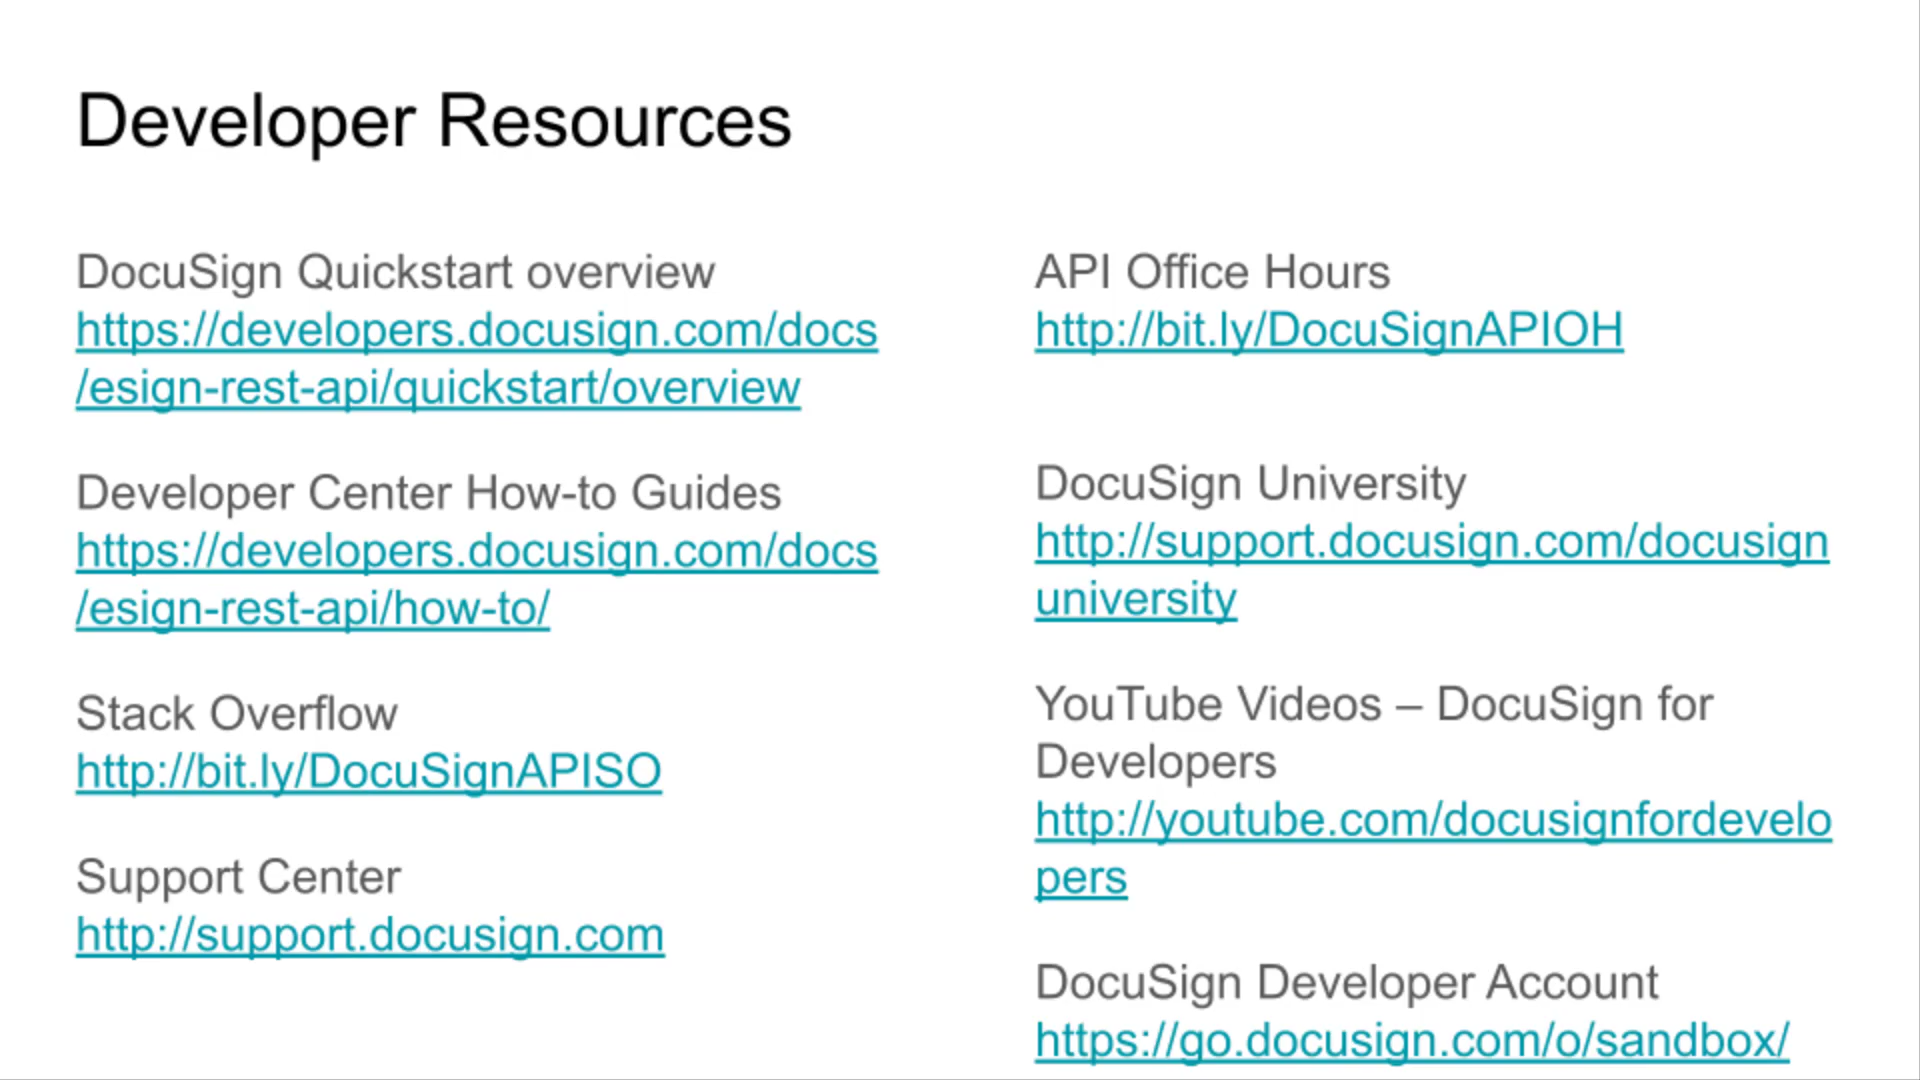 Developer Resources
DocuSign Quickstart overview
https://developers.docusign.com/docs
/esign-rest-api/quickstart/overview
Developer Center How-to Guides
https://developers.docusign.com/docs
/esign-rest-api/how-to/
Stack Overflow
http://bit.ly/DocuSignAPISO
Support Center
http://support.docusign.com
API Office Hours
http://bit.ly/DocuSignAPIOH
DocuSign University
http://support.docusign.com/docusign
university
YouTube Videos – DocuSign for
Developers
http://youtube.com/docusignfordevelo
pers
DocuSign Developer Account
https://go.docusign.com/o/sandbox/